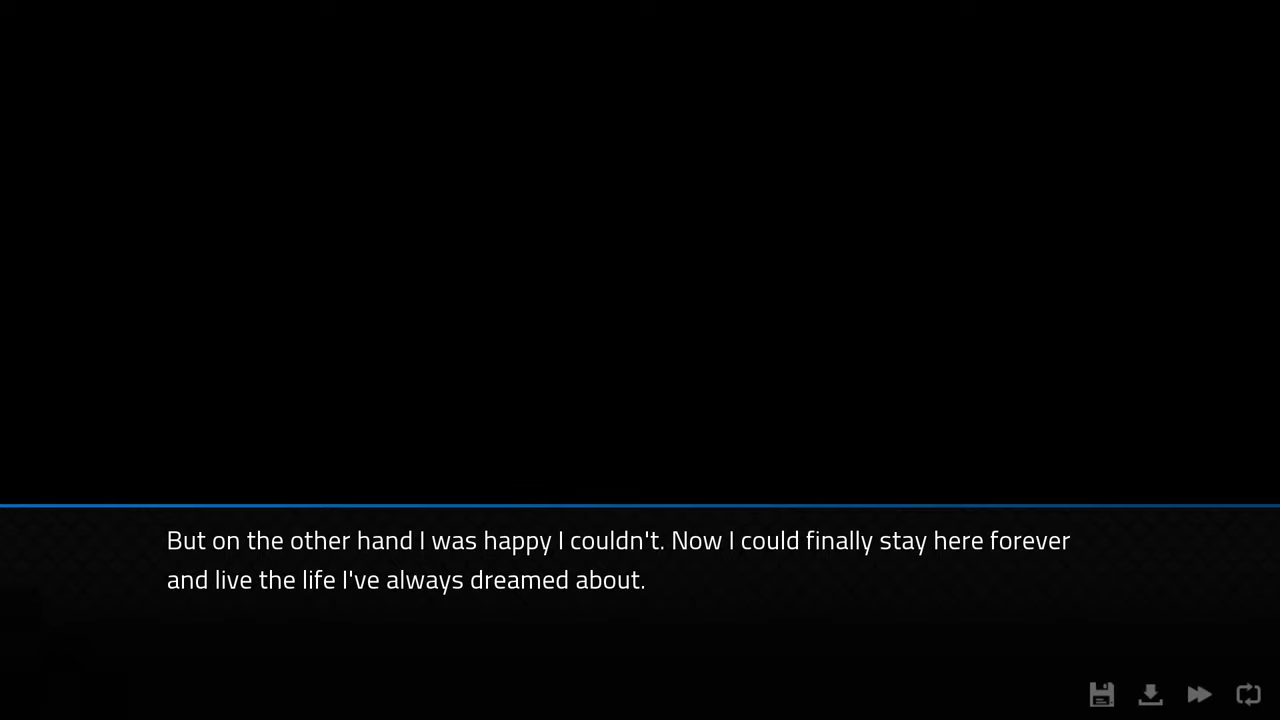 But on the other hand I was happy I couldn't. Now I could finally stay here forever
and live the life I've always dreamed about.